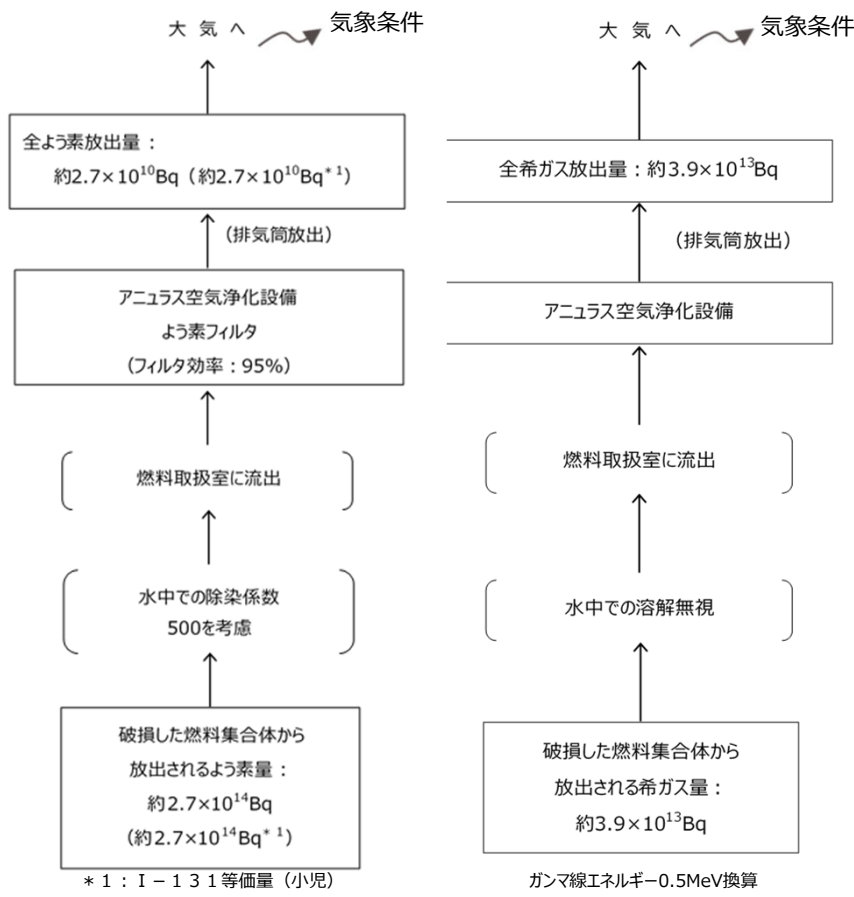 大 気 へ
気象条件
全よう素放出量：
約2.7×10¹⁰Bq（約2.7×10¹⁰Bq*¹）
（排気筒放出）
アニュラス空気浄化設備
よう素フィルタ
（フィルタ効率：95%）
燃料取扱室に流出
水中での除染係数
500を考慮
破損した燃料集合体から
放出されるよう素量：
約2.7×10¹⁴Bq
（約2.7×10¹⁴Bq*¹）
＊１：Ｉ－１３１等価量（小児）
大 気 へ
気象条件
全希ガス放出量：約3.9×10¹³Bq
（排気筒放出）
アニュラス空気浄化設備
燃料取扱室に流出
水中での溶解無視
破損した燃料集合体から
放出される希ガス量：
約3.9×10¹³Bq
ガンマ線エネルギー0.5MeV換算